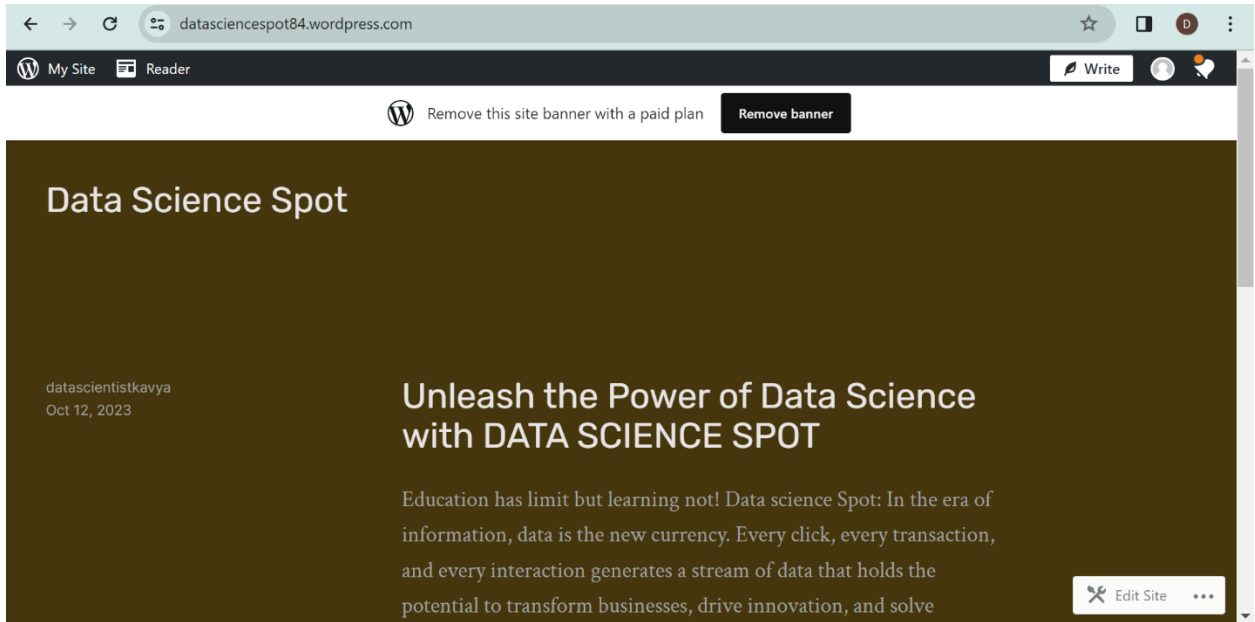 datasciencespot84.wordpress.com
D
My Site Reader Write
Remove this site banner with a paid plan Remove banner
Data Science Spot
datascientistkavya
Oct 12, 2023
Unleash the Power of Data Science
with DATA SCIENCE SPOT
Education has limit but learning not! Data science Spot: In the era of
information, data is the new currency. Every click, every transaction,
and every interaction generates a stream of data that holds the
potential to transform businesses, drive innovation, and solve
Edit Site